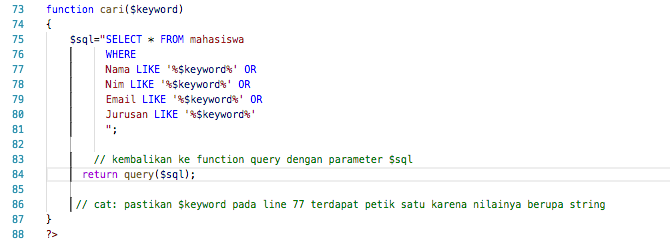 73 function cari($keyword)
74 {
75 $sql="SELECT * FROM mahasiswa
76 WHERE
77 Nama LIKE '%$keyword%' OR
78 Nim LIKE '%$keyword%' OR
79 Email LIKE '%$keyword%' OR
80 Jurusan LIKE '%$keyword%'
81 ";
82
83 // kembalikan ke function query dengan parameter $sql
84 return query($sql);
85
86 // cat: pastikan $keyword pada line 77 terdapat petik satu karena nilainya berupa string
87 }
88 ?>